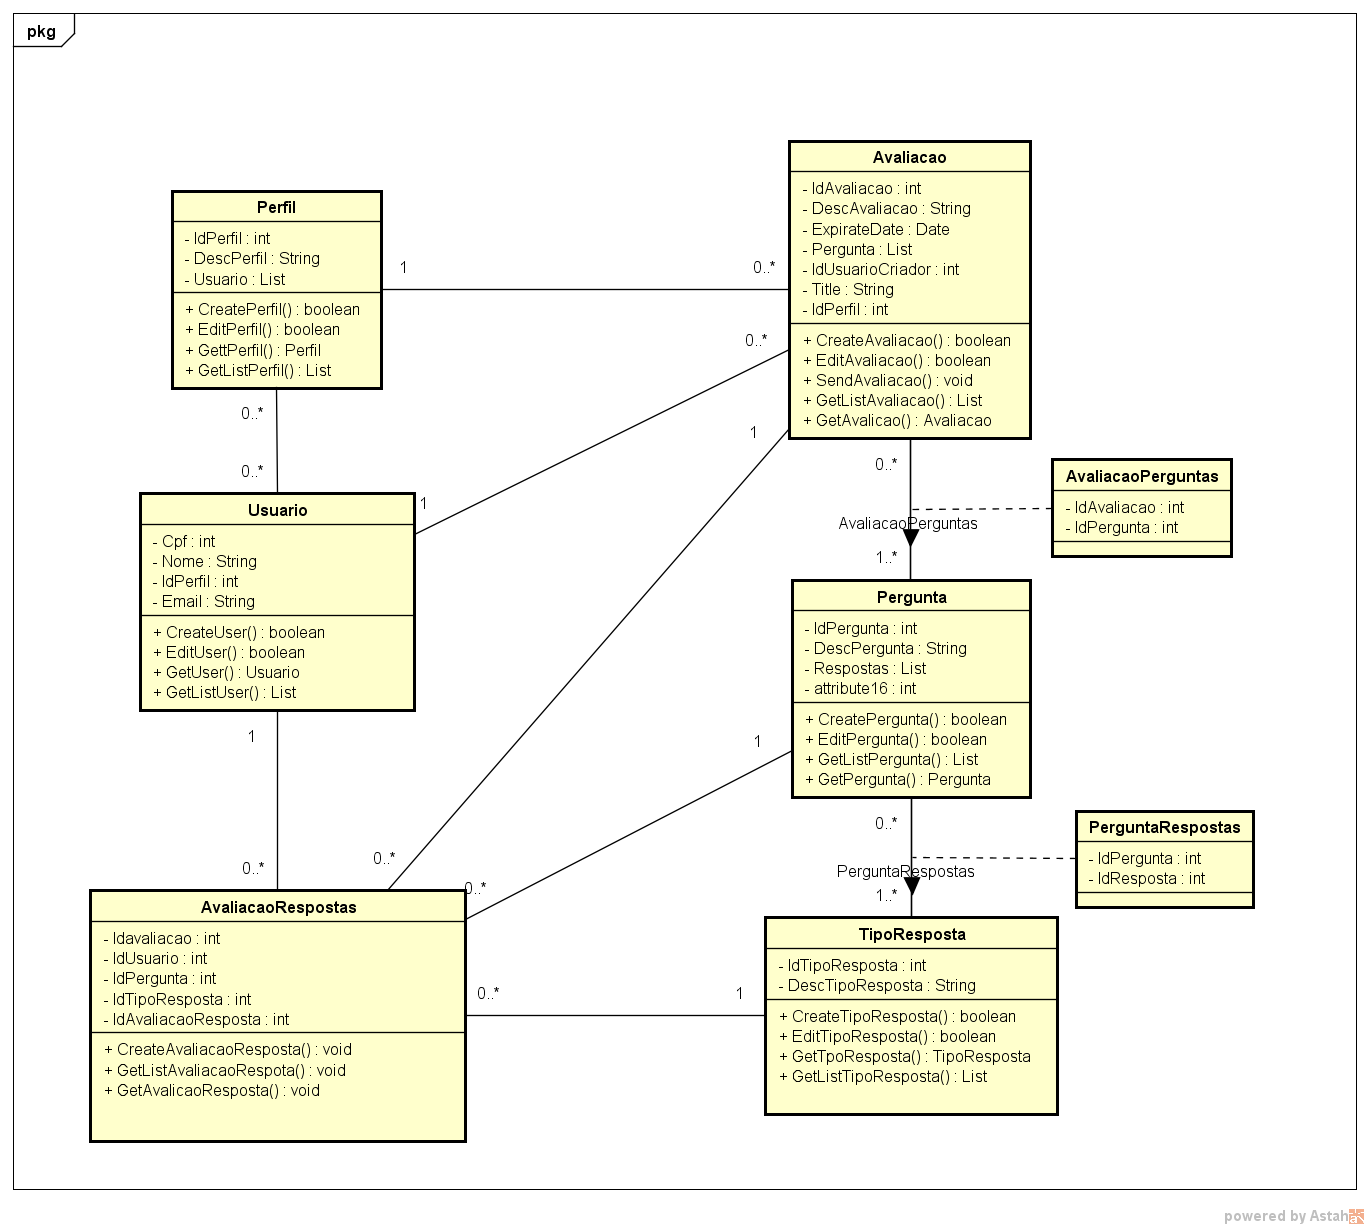 pkg
Avaliacao
- IdAvaliacao : int
- DescAvaliacao : String
- ExpirateDate : Date
- Pergunta : List
- IdUsuarioCriador : int
- Title : String
- IdPerfil : int
+ CreateAvaliacao() : boolean
+ EditAvaliacao() : boolean
+ SendAvaliacao() : void
+ GetListAvaliacao() : List
+ GetAvalicao() : Avaliacao
Perfil
- IdPerfil : int
- DescPerfil : String
- Usuario : List
+ CreatePerfil() : boolean
+ EditPerfil() : boolean
+ GettPerfil() : Perfil
+ GetListPerfil() : List
1
0..*
0..*
1
0..*
0..*
1
0..*
1..*
AvaliacaoPerguntas
AvaliacaoPerguntas
- IdAvaliacao : int
- IdPergunta : int
Usuario
- Cpf : int
- Nome : String
- IdPerfil : int
- Email : String
+ CreateUser() : boolean
+ EditUser() : boolean
+ GetUser() : Usuario
+ GetListUser() : List
Pergunta
- IdPergunta : int
- DescPergunta : String
- Respostas : List
- attribute16 : int
+ CreatePergunta() : boolean
+ EditPergunta() : boolean
+ GetListPergunta() : List
+ GetPergunta() : Pergunta
1
1
0..*
0..*
0..*
0..*
1..*
PerguntaRespostas
PerguntaRespostas
- IdPergunta : int
- IdResposta : int
AvaliacaoRespostas
- Idavaliacao : int
- IdUsuario : int
- IdPergunta : int
- IdTipoResposta : int
- IdAvaliacaoResposta : int
+ CreateAvaliacaoResposta() : void
+ GetListAvaliacaoRespota() : void
+ GetAvalicaoResposta() : void
0..*
1
TipoResposta
- IdTipoResposta : int
- DescTipoResposta : String
+ CreateTipoResposta() : boolean
+ EditTipoResposta() : boolean
+ GetTpoResposta() : TipoResposta
+ GetListTipoResposta() : List
powered by Astah